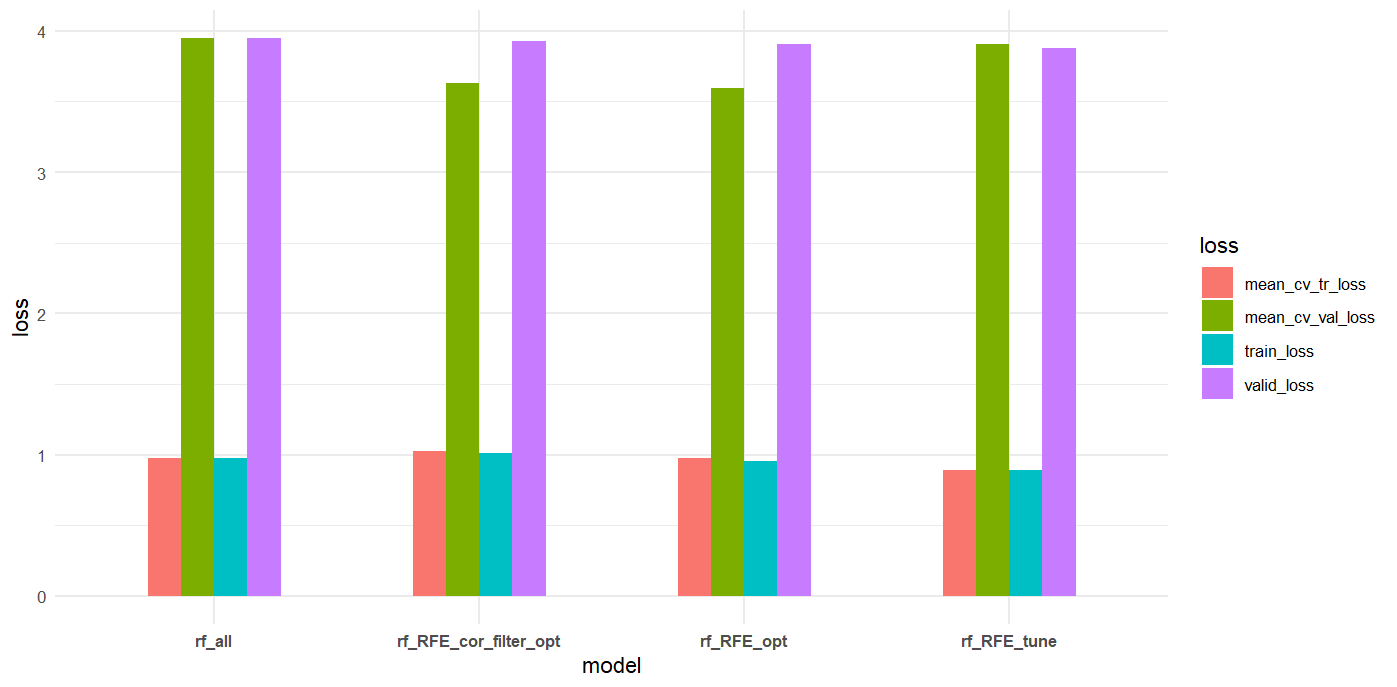 4
3
2
1
0
loss
rf_all
rf_RFE_cor_filter_opt
rf_RFE_opt
rf_RFE_tune
model
loss
mean_cv_tr_loss
mean_cv_val_loss
train_loss
valid_loss